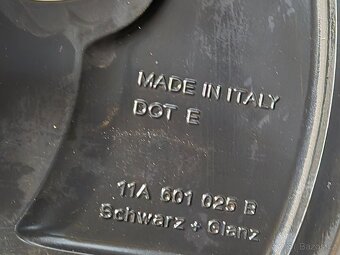 MADE IN ITALY
DOT E
11A 601 025 B
Schwarz + Glanz